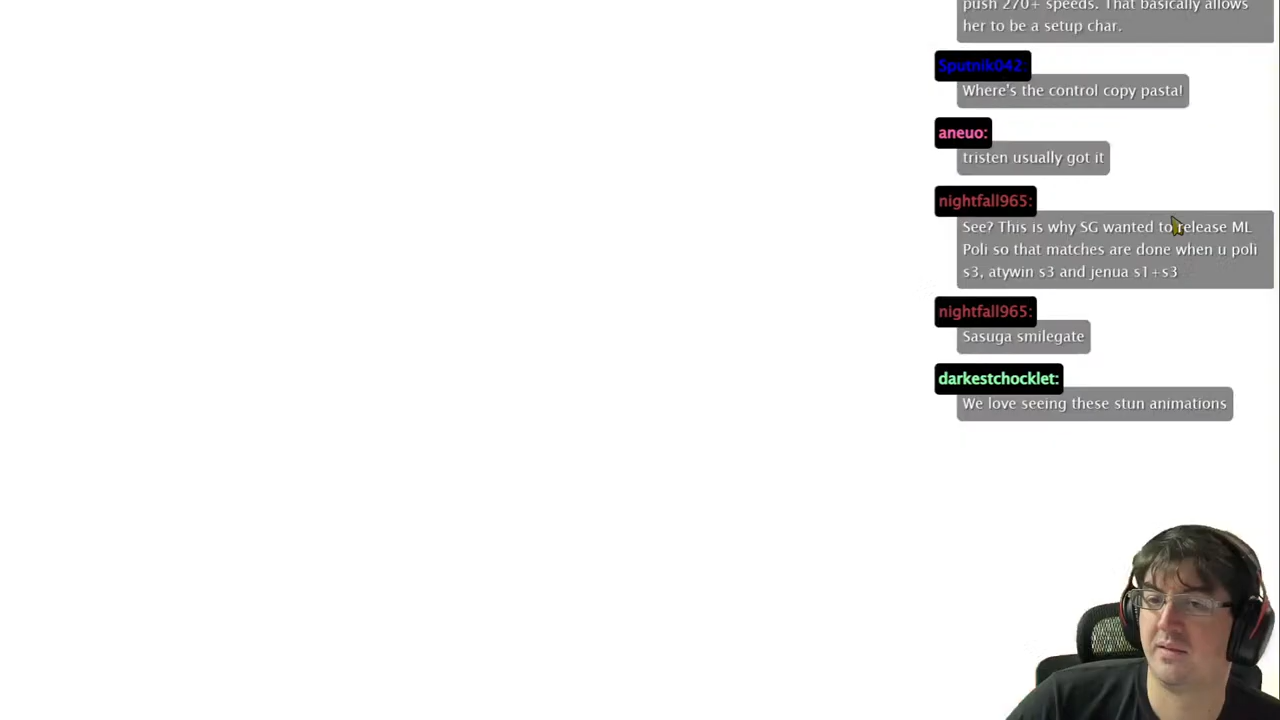 push 270+ speeds. That basically allows
her to be a setup char.
Sputnik042:
Where's the control copy pasta!
aneuo:
tristen usually got it
nightfall965:
See? This is why SG wanted to release ML
Poli so that matches are done when u poli
s3, atywin s3 and jenua s1+s3
nightfall965:
Sasuga smilegate
darkestchocklet:
We love seeing these stun animations